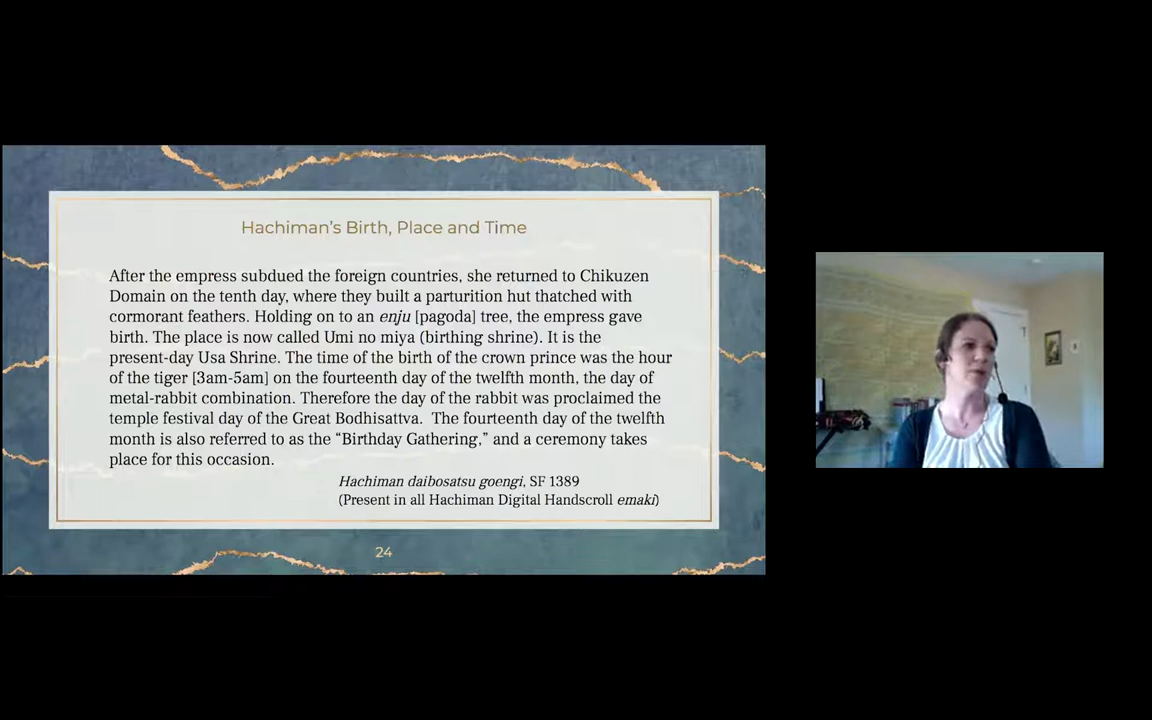 Hachiman's Birth, Place and Time
After the empress subdued the foreign countries, she returned to Chikuzen
Domain on the tenth day, where they built a parturition hut thatched with
cormorant feathers. Holding on to an enju [pagoda] tree, the empress gave
birth. The place is now called Umi no miya (birthing shrine). It is the
present-day Usa Shrine. The time of the birth of the crown prince was the hour
of the tiger [3am-5am] on the fourteenth day of the twelfth month, the day of
metal-rabbit combination. Therefore the day of the rabbit was proclaimed the
temple festival day of the Great Bodhisattva.  The fourteenth day of the twelfth
month is also referred to as the “Birthday Gathering,” and a ceremony takes
place for this occasion.
Hachiman daibosatsu goengi, SF 1389
(Present in all Hachiman Digital Handscroll emaki)
24